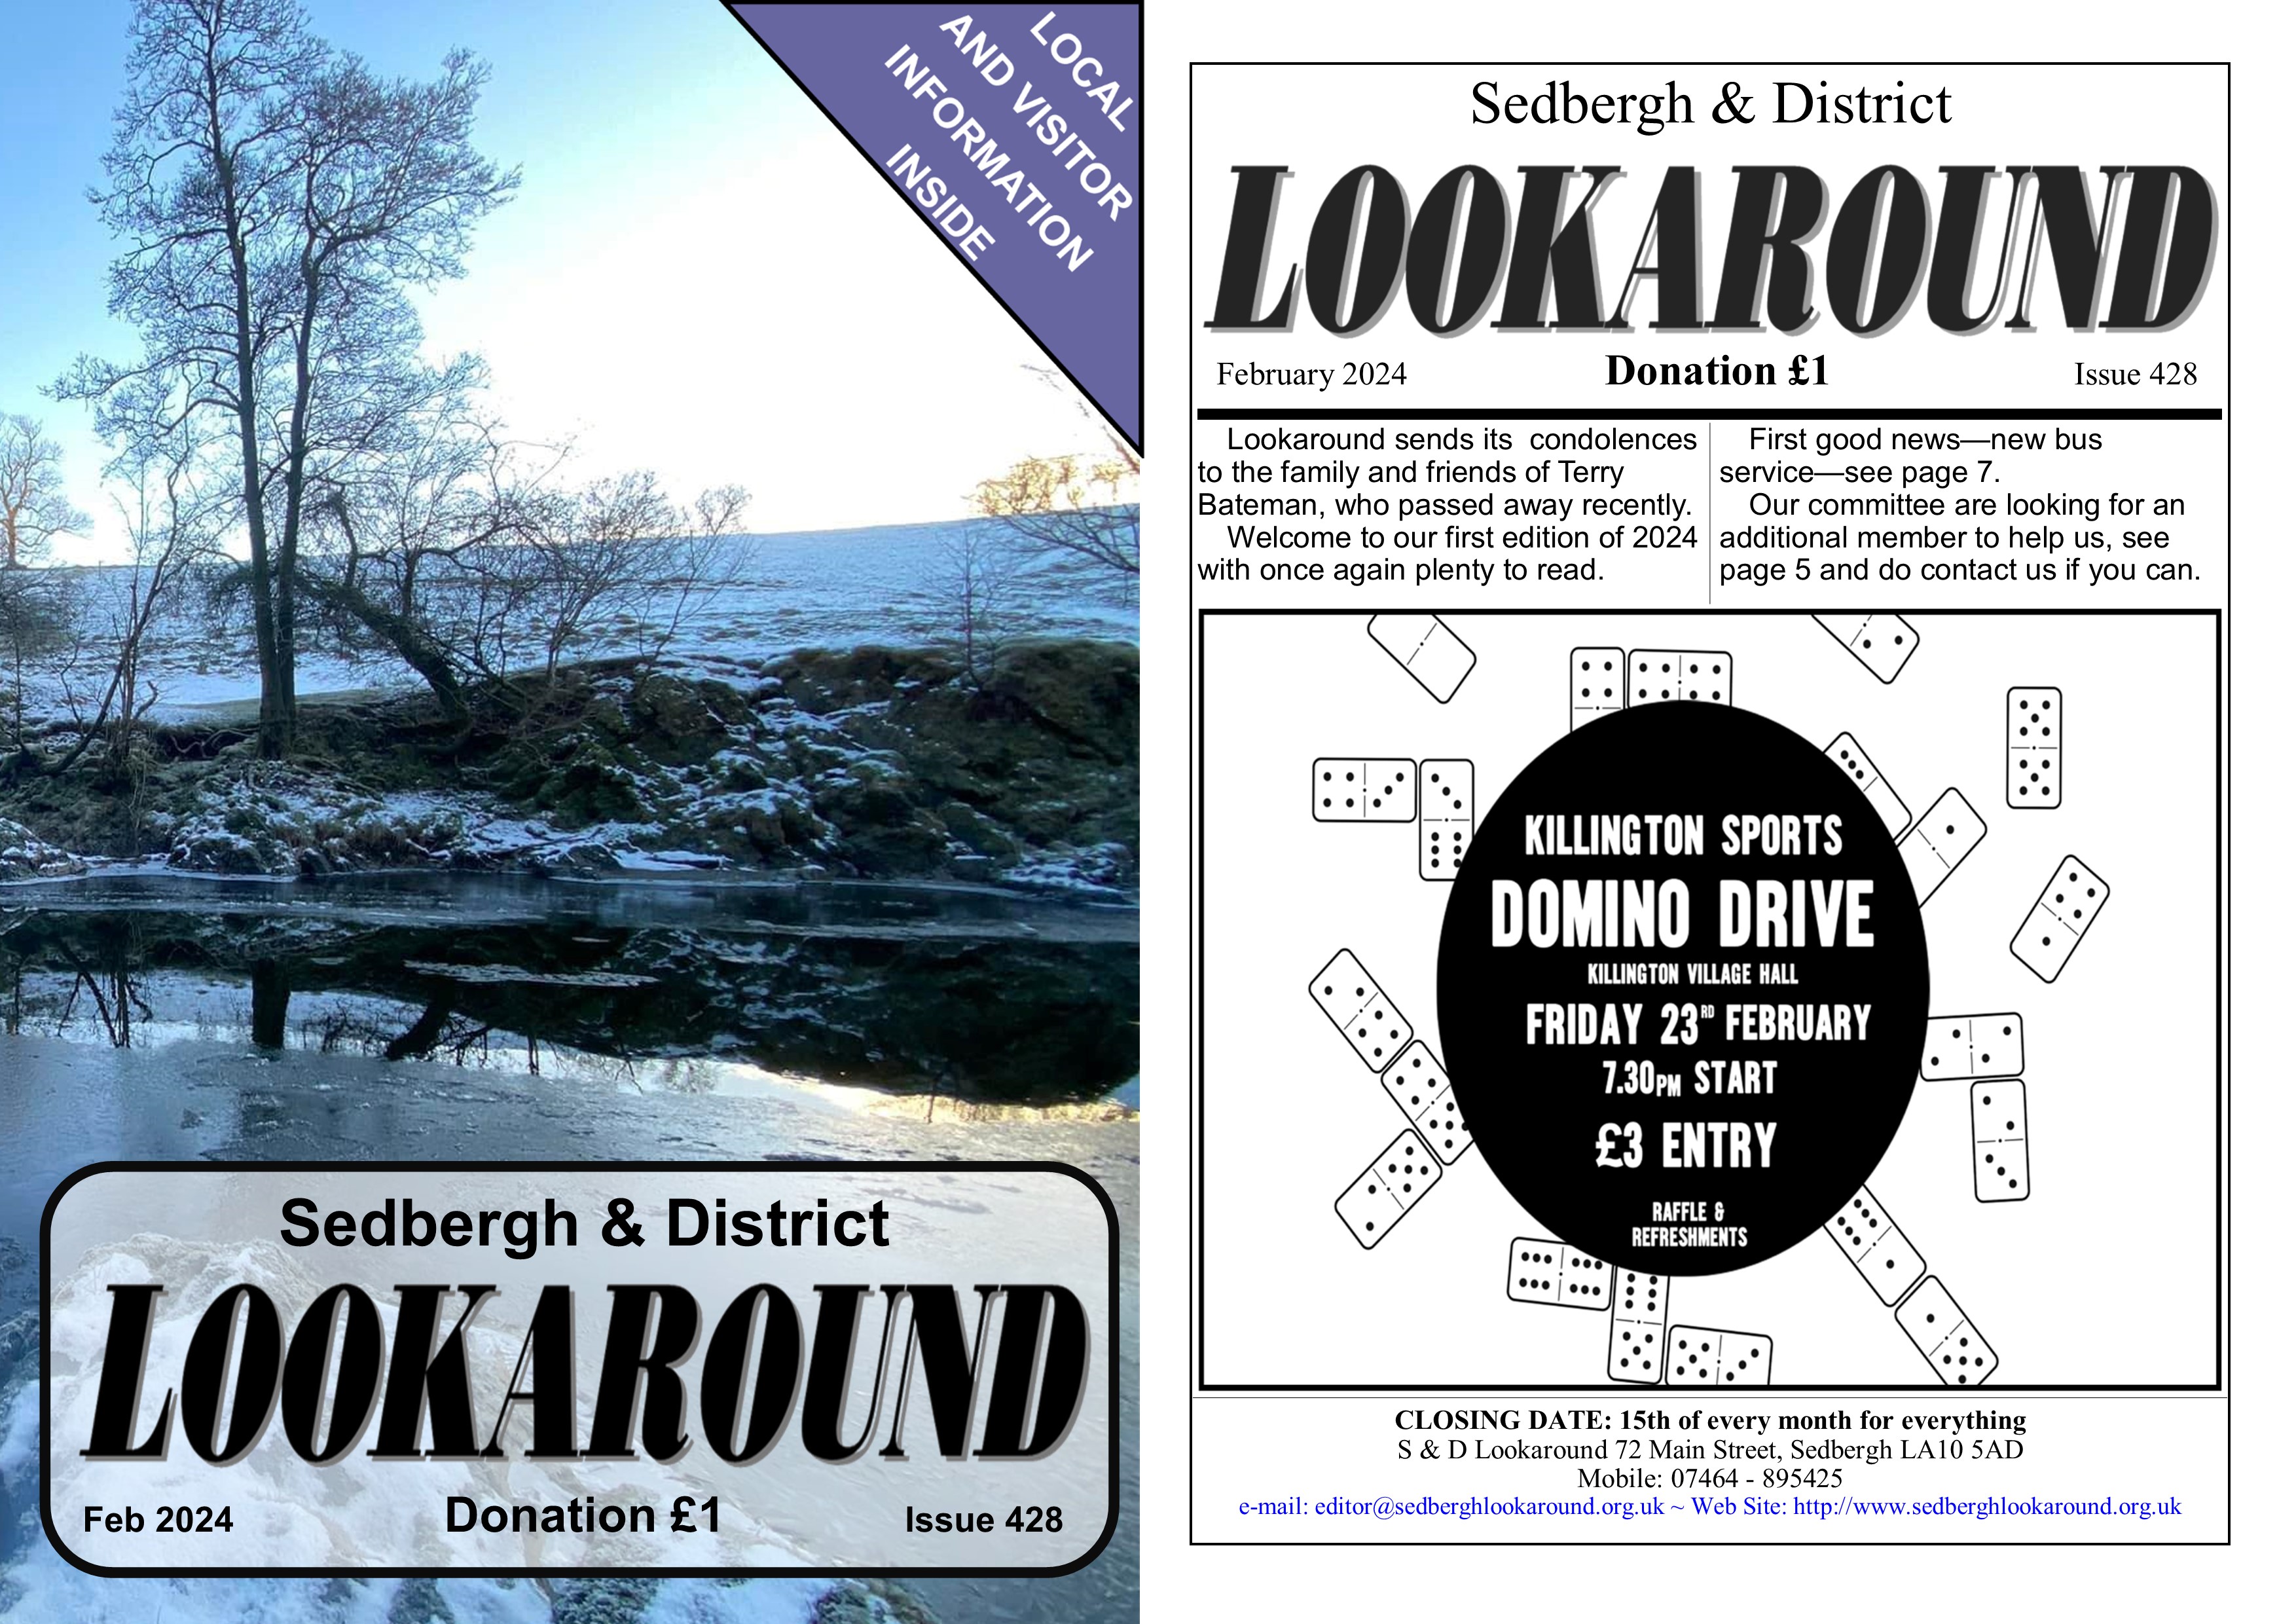 LOCAL
AND VISITOR
INFORMATION
INSIDE
Sedbergh & District
LOOKAROUND
Feb 2024 Donation £1 Issue 428
Sedbergh & District
LOOKAROUND
February 2024 Donation £1 Issue 428
Lookaround sends its condolences
to the family and friends of Terry
Bateman, who passed away recently.
Welcome to our first edition of 2024
with once again plenty to read.
First good news—new bus
service—see page 7.
Our committee are looking for an
additional member to help us, see
page 5 and do contact us if you can.
KILLINGTON SPORTS
DOMINO DRIVE
KILLINGTON VILLAGE HALL
FRIDAY 23RD FEBRUARY
7.30PM START
£3 ENTRY
RAFFLE &
REFRESHMENTS
CLOSING DATE: 15th of every month for everything
S & D Lookaround 72 Main Street, Sedbergh LA10 5AD
Mobile: 07464 - 895425
e-mail: editor@sedberghlookaround.org.uk ~ Web Site: http://www.sedberghlookaround.org.uk